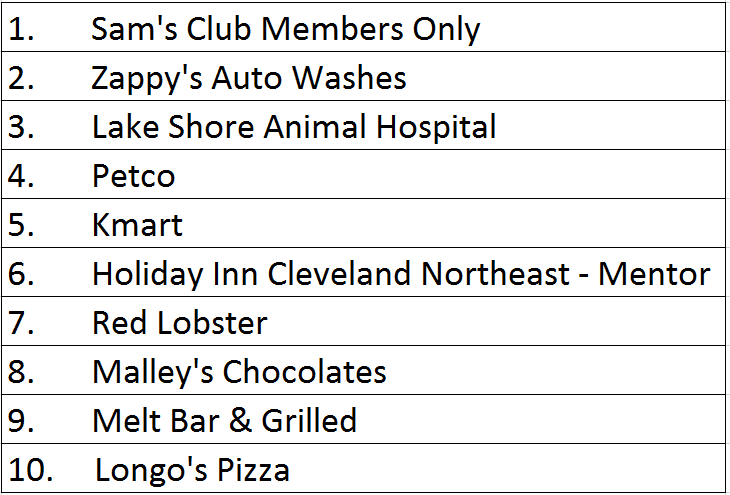 1. Sam's Club Members Only
2. Zappy's Auto Washes
3. Lake Shore Animal Hospital
4. Petco
5. Kmart
6. Holiday Inn Cleveland Northeast - Mentor
7. Red Lobster
8. Malley's Chocolates
9. Melt Bar & Grilled
10. Longo's Pizza